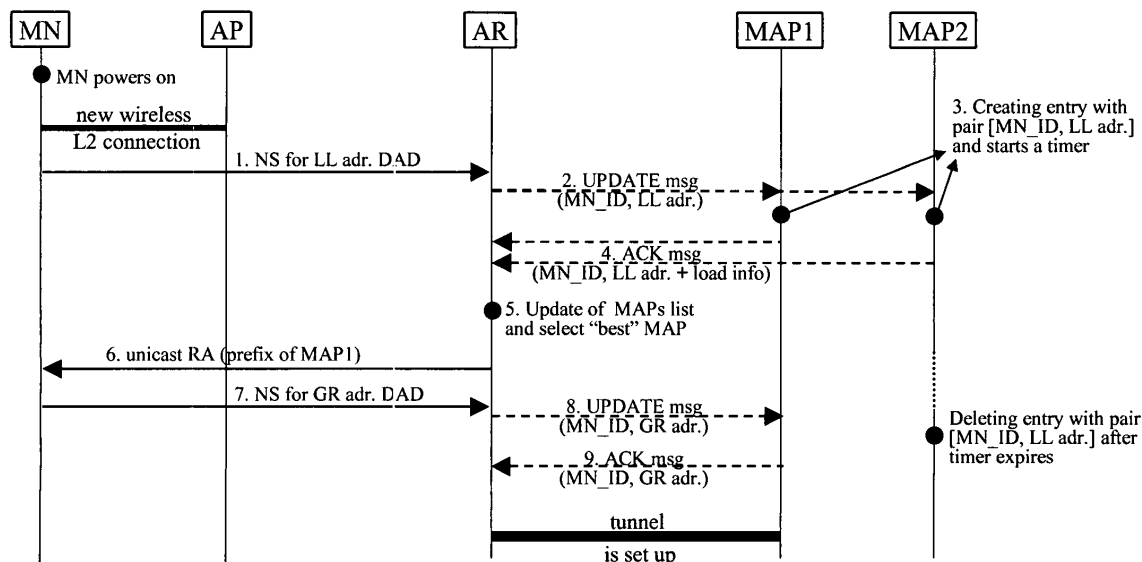 MN
AP
AR
MAP1
MAP2
MN powers on
new wireless
L2 connection
3. Creating entry with
pair [MN_ID, LL adr.]
and starts a timer
1. NS for LL adr. DAD
2. UPDATE msg
(MN_ID, LL adr.)
4. ACK msg
(MN_ID, LL adr. + load info)
5. Update of MAPs list
and select “best” MAP
6. unicast RA (prefix of MAP1)
7. NS for GR adr. DAD
8. UPDATE msg
(MN_ID, GR adr.)
Deleting entry with pair
[MN_ID, LL adr.] after
timer expires
9. ACK msg
(MN_ID, GR adr.)
tunnel
is set up